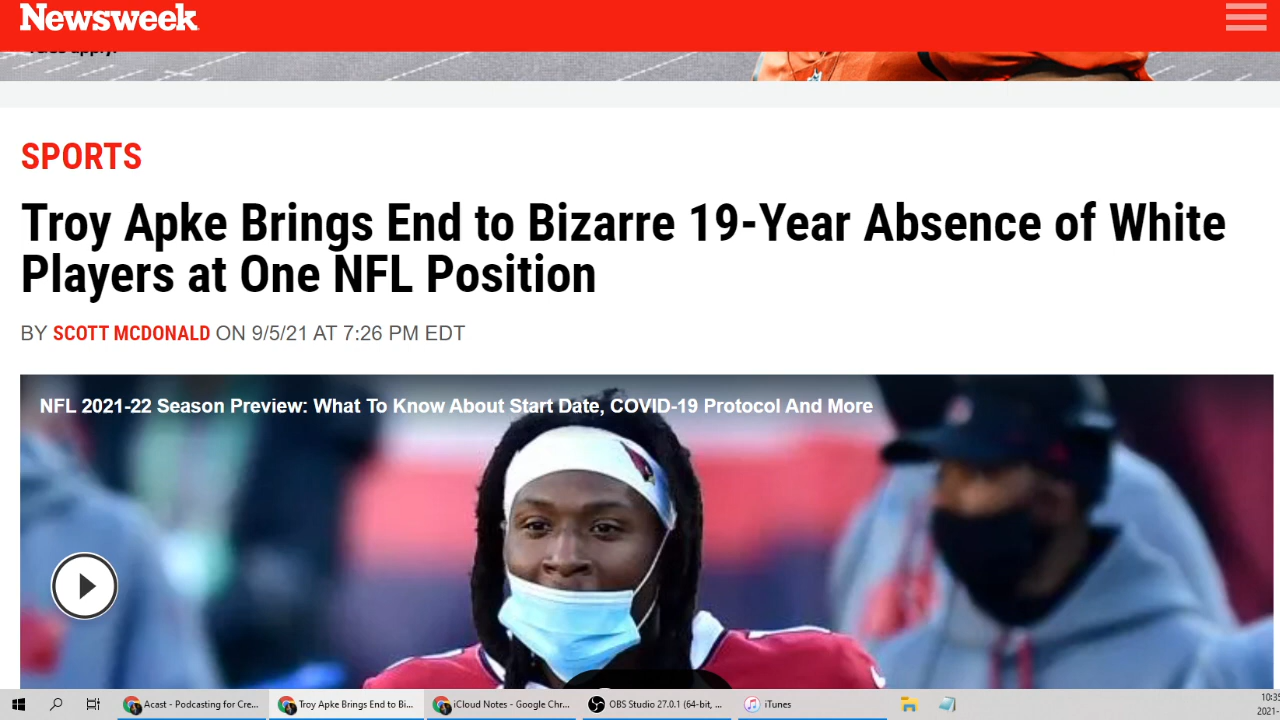 Newsweek
SPORTS
Troy Apke Brings End to Bizarre 19-Year Absence of White
Players at One NFL Position
BY SCOTT MCDONALD ON 9/5/21 AT 7:26 PM EDT
NFL 2021-22 Season Preview: What To Know About Start Date, COVID-19 Protocol And More
Acast - Podcasting for Cre... Troy Apke Brings End to Bi... iCloud Notes - Google Chr... OBS Studio 27.0.1 (64-bit, ... iTunes
10:35
2021-